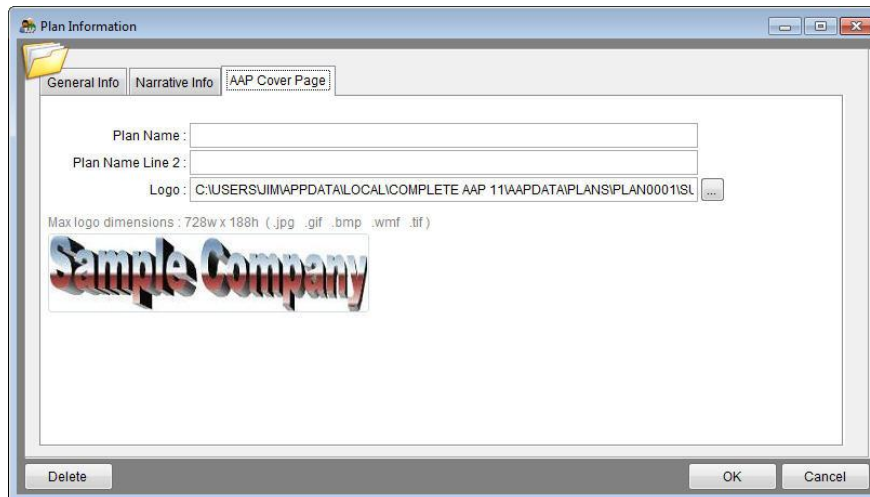 Plan Information
General Info Narrative Info AAP Cover Page
Plan Name :
Plan Name Line 2 :
Logo : C:\USERS\JIM\APPDATA\LOCAL\COMPLETE AAP 11\AAPDATA\PLANS\PLAN0001\SU ...
Max logo dimensions : 728w x 188h ( .jpg .gif .bmp .wmf .tif )
Sample Company
Delete OK Cancel